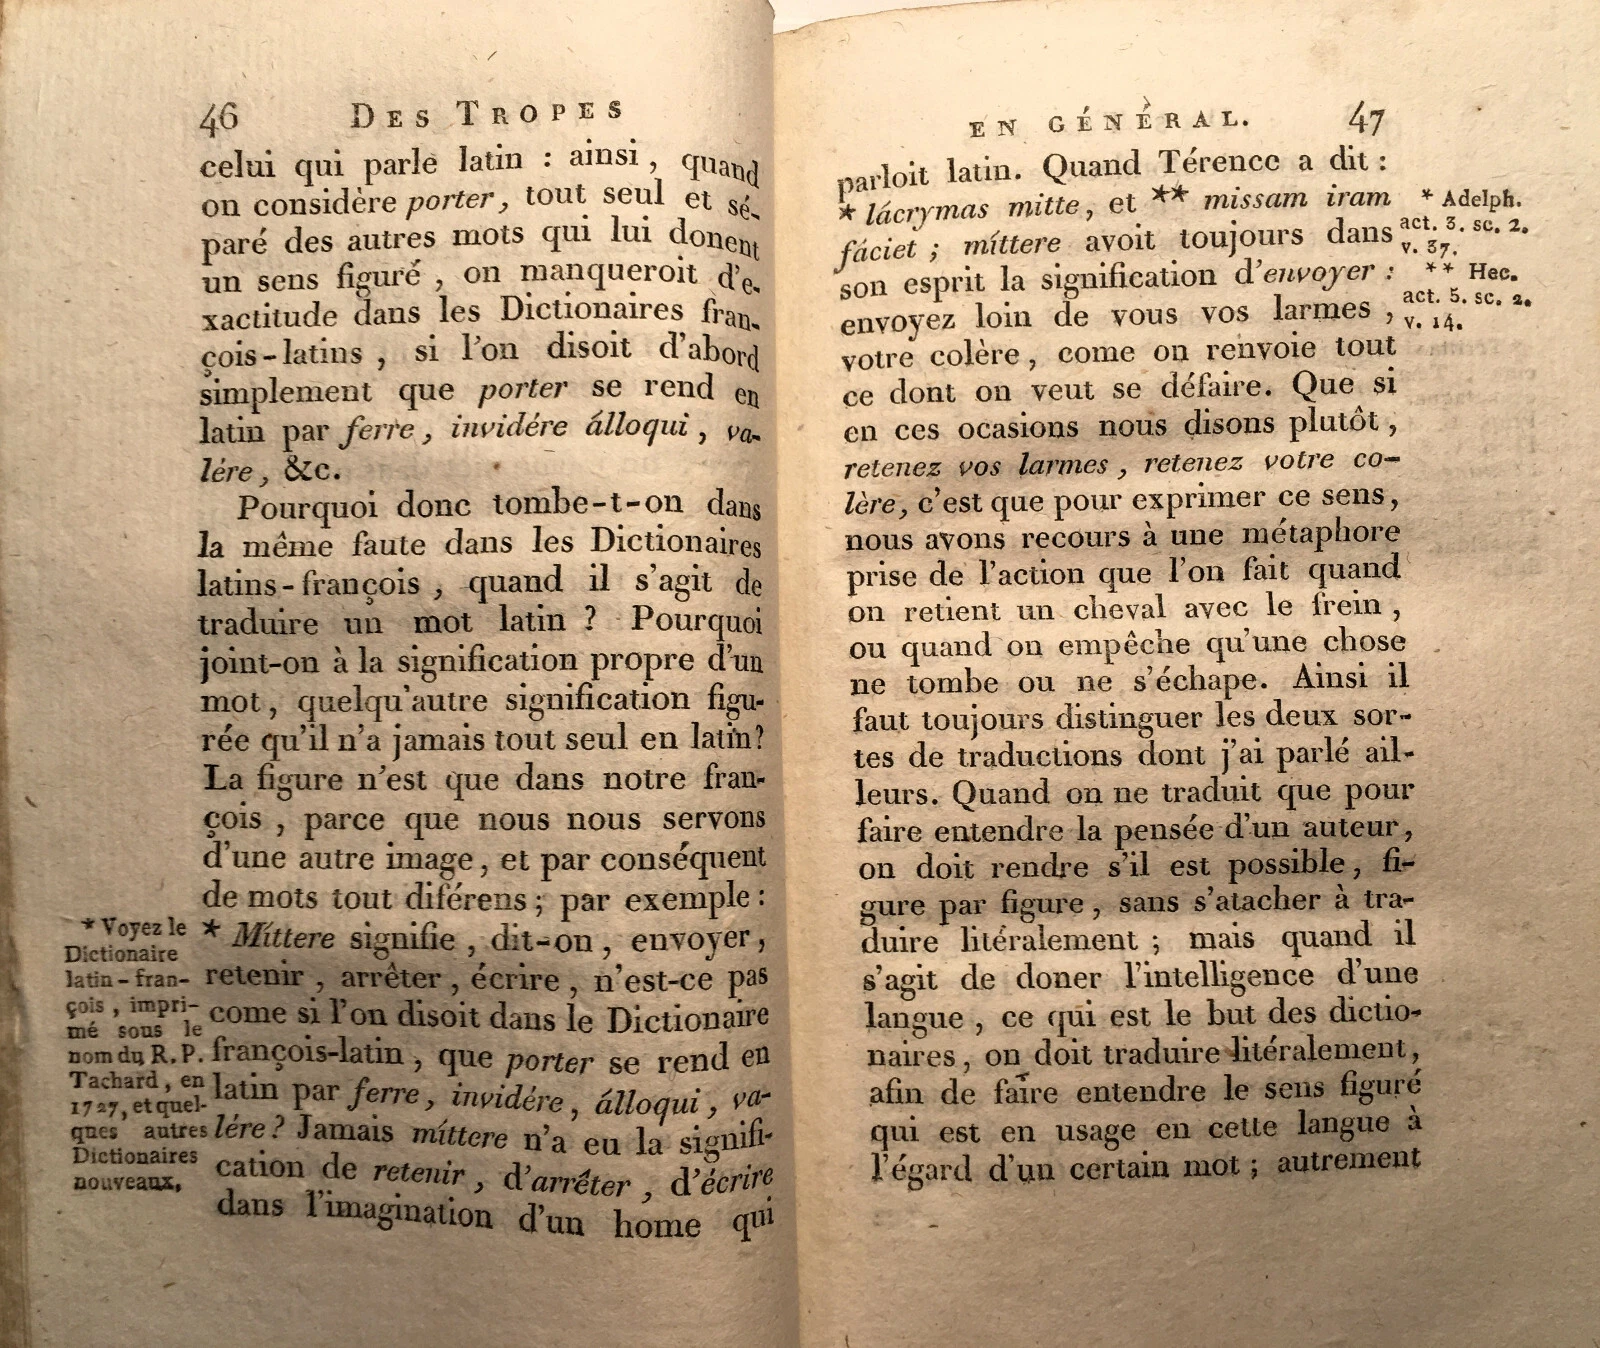 46 DES TROPES
celui qui parle latin : ainsi, quand
on considère porter, tout seul et sé-
paré des autres mots qui lui donent
un sens figuré, on manqueroit d'e-
xactitude dans les Dictionaires fran-
çois-latins, si l'on disoit d'abord
simplement que porter se rend en
latin par ferre, invidére álloqui, va-
lére, &c.
Pourquoi donc tombe-t-on dans
la même faute dans les Dictionaires
latins-françois, quand il s'agit de
traduire un mot latin ? Pourquoi
joint-on à la signification propre d'un
mot, quelqu'autre signification figu-
rée qu'il n'a jamais tout seul en latin?
La figure n'est que dans notre fran-
çois, parce que nous nous servons
d'une autre image, et par conséquent
de mots tout diférens ; par exemple :
* Míttere signifie, dit-on, envoyer,
retenir, arrêter, écrire, n'est-ce pas
come si l'on disoit dans le Dictionaire
françois-latin, que porter se rend en
latin par ferre, invidére, álloqui, va-
lére ? Jamais míttere n'a eu la signifi-
cation de retenir, d'arrêter, d'écrire
dans l'imagination d'un home qui
* Voyez le
Dictionaire
latin-fran-
çois, impri-
mé sous le
nom du R. P.
Tachard, en
1727, et quel-
ques autres
Dictionaires
nouveaux.
EN GÉNÉRAL. 47
parloit latin. Quand Térence a dit :
* lácrymas mitte, et ** missam iram
fáciet ; míttere avoit toujours dans
son esprit la signification d'envoyer :
envoyez loin de vous vos larmes,
votre colère, come on renvoie tout
ce dont on veut se défaire. Que si
en ces ocasions nous disons plutôt,
retenez vos larmes, retenez votre co-
lère, c'est que pour exprimer ce sens,
nous avons recours à une métaphore
prise de l'action que l'on fait quand
on retient un cheval avec le frein,
ou quand on empêche qu'une chose
ne tombe ou ne s'échape. Ainsi il
faut toujours distinguer les deux sor-
tes de traductions dont j'ai parlé ail-
leurs. Quand on ne traduit que pour
faire entendre la pensée d'un auteur,
on doit rendre s'il est possible, fi-
gure par figure, sans s'atacher à tra-
duire litéralement ; mais quand il
s'agit de doner l'intelligence d'une
langue, ce qui est le but des dictio-
naires, on doit traduire litéralement,
afin de faire entendre le sens figuré
qui est en usage en cette langue à
l'égard d'un certain mot ; autrement
* Adelph.
act. 3. sc. 2.
v. 37.
** Hec.
act. 5. sc. 2.
v. 14.